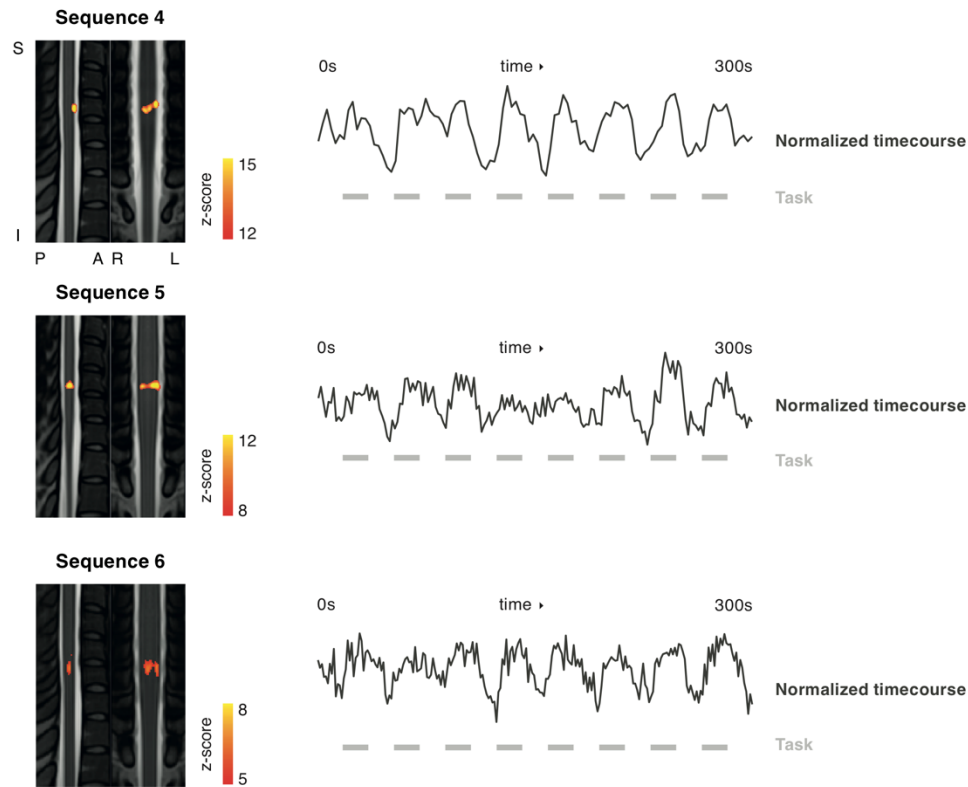 Sequence 4
S
I
P A R L
z-score
15
12
0s time ▸ 300s
Normalized timecourse
Task
Sequence 5
z-score
12
8
0s time ▸ 300s
Normalized timecourse
Task
Sequence 6
z-score
8
5
0s time ▸ 300s
Normalized timecourse
Task